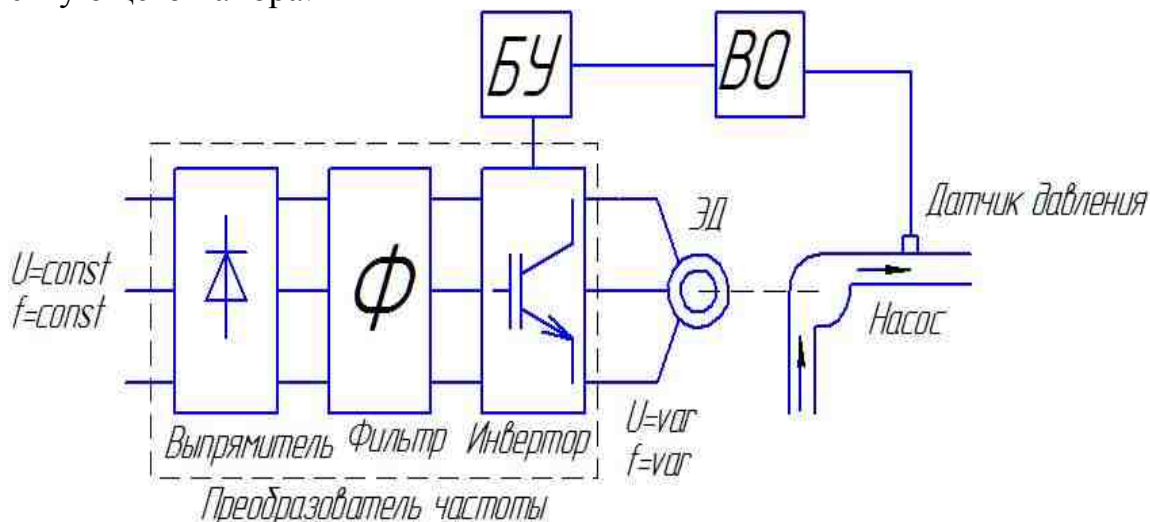 БУ
ВО
Датчик давления
ЭД
U=const
f=const
Ф
Насос
U=var
f=var
Выпрямитель
Фильтр
Инвертор
Преобразователь частоты